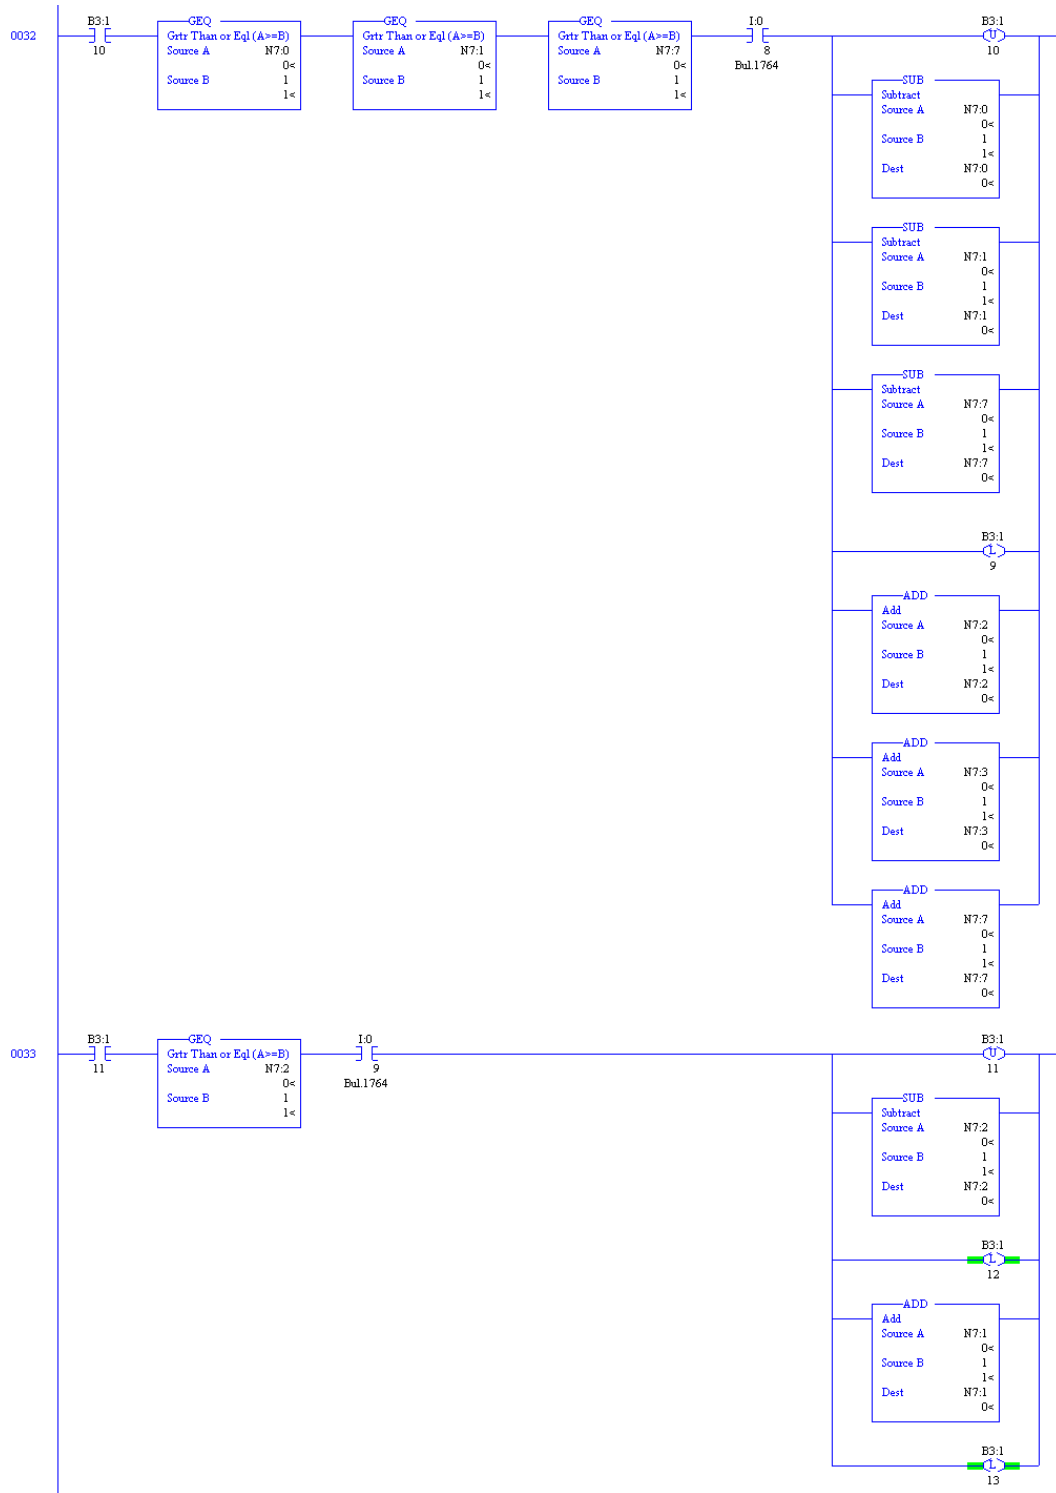 B3:1
0032
10
GEQ
Grtr Than or Eql (A>=B)
Source A N7:0
0<
Source B 1
1<
GEQ
Grtr Than or Eql (A>=B)
Source A N7:1
0<
Source B 1
1<
GEQ
Grtr Than or Eql (A>=B)
Source A N7:7
0<
Source B 1
1<
I:0
8
Bul.1764
B3:1
U
10
SUB
Subtract
Source A N7:0
0<
Source B 1
1<
Dest N7:0
0<
SUB
Subtract
Source A N7:1
0<
Source B 1
1<
Dest N7:1
0<
SUB
Subtract
Source A N7:7
0<
Source B 1
1<
Dest N7:7
0<
B3:1
L
9
ADD
Add
Source A N7:2
0<
Source B 1
1<
Dest N7:2
0<
ADD
Add
Source A N7:3
0<
Source B 1
1<
Dest N7:3
0<
ADD
Add
Source A N7:7
0<
Source B 1
1<
Dest N7:7
0<
B3:1
0033
11
GEQ
Grtr Than or Eql (A>=B)
Source A N7:2
0<
Source B 1
1<
I:0
9
Bul.1764
B3:1
U
11
SUB
Subtract
Source A N7:2
0<
Source B 1
1<
Dest N7:2
0<
B3:1
L
12
ADD
Add
Source A N7:1
0<
Source B 1
1<
Dest N7:1
0<
B3:1
L
13